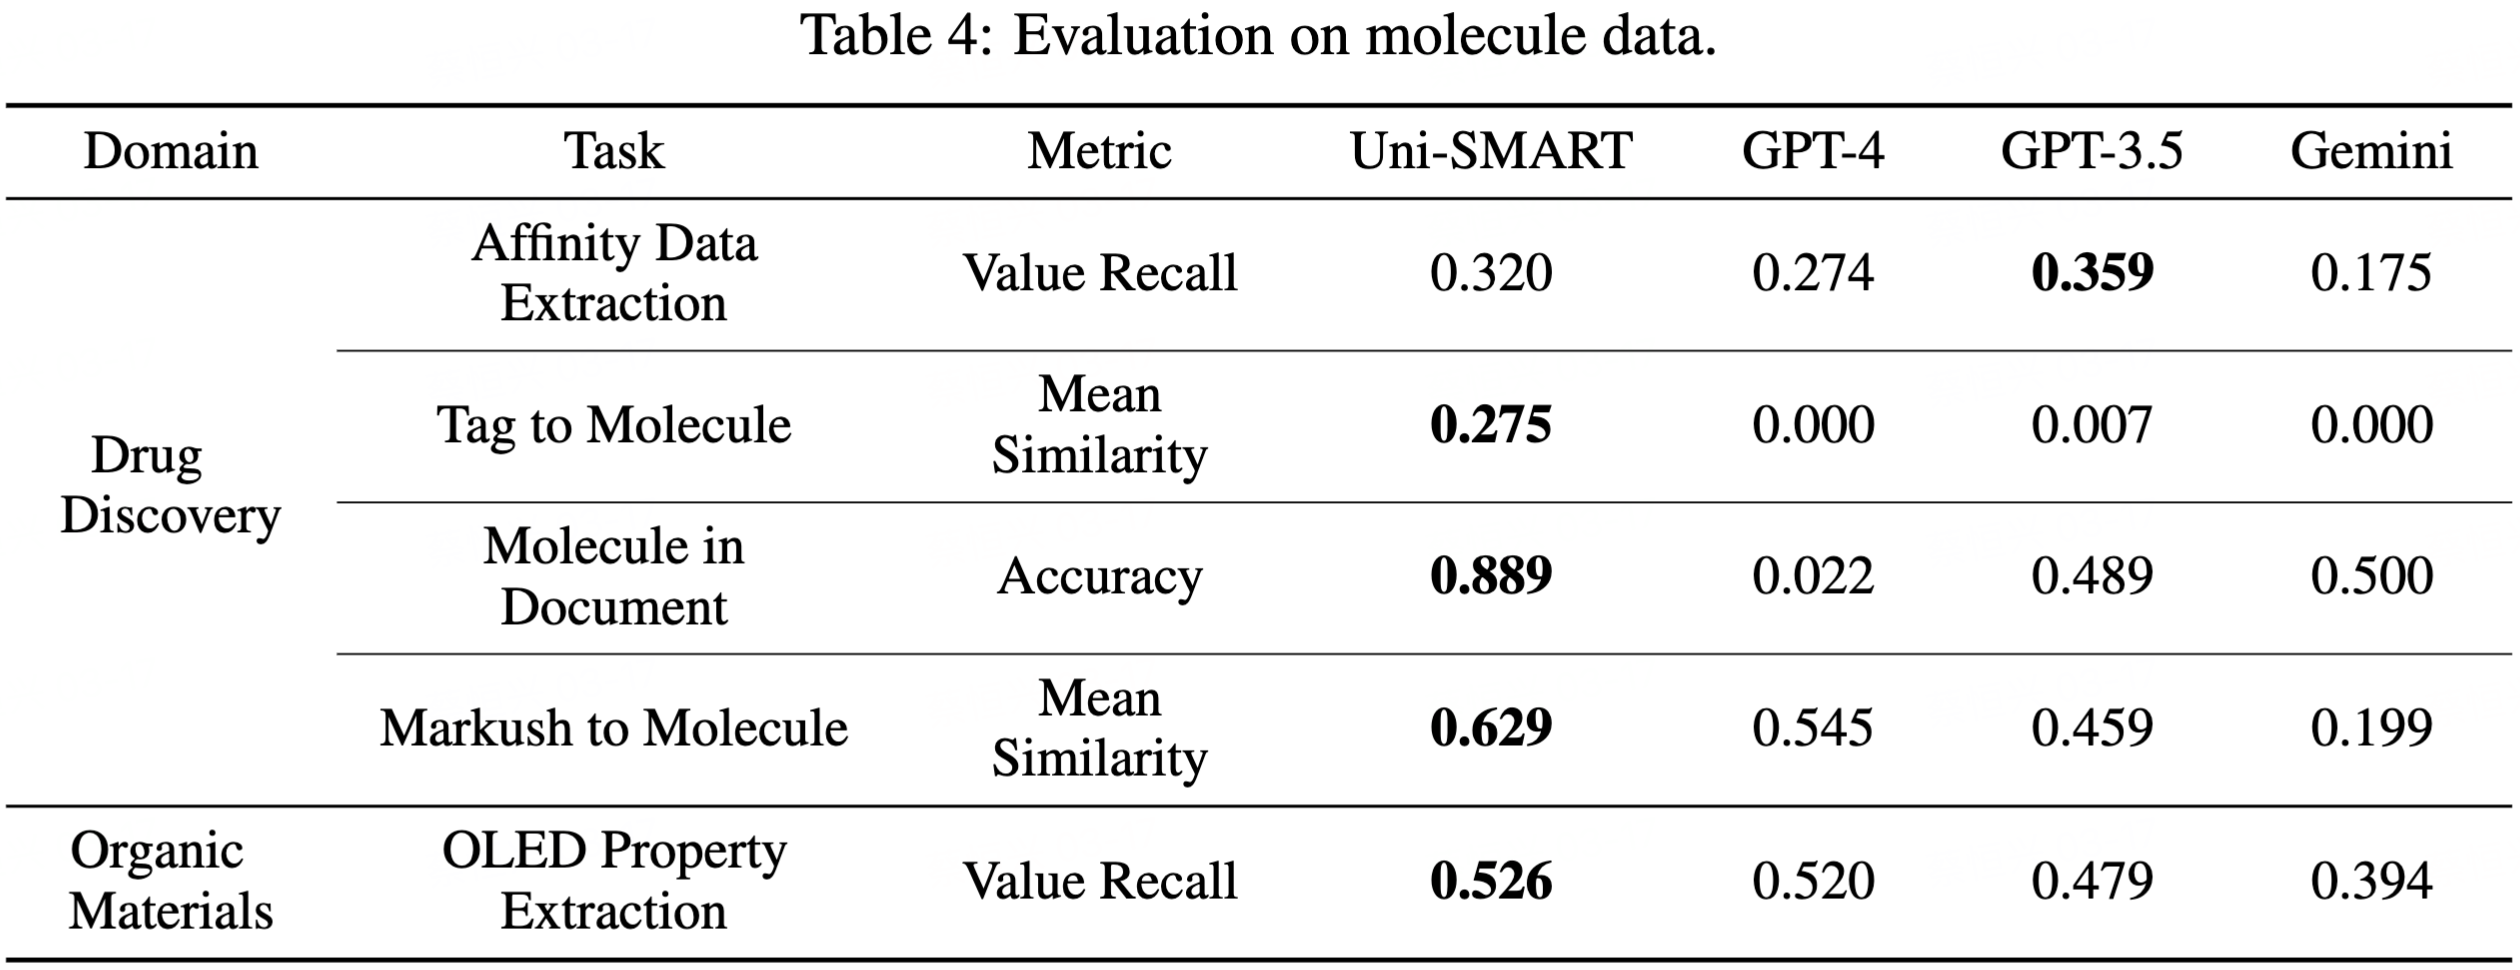 Table 4: Evaluation on molecule data.
Domain Task Metric Uni-SMART GPT-4 GPT-3.5 Gemini
Drug
Discovery
Affinity Data
Extraction
Value Recall 0.320 0.274 0.359 0.175
Tag to Molecule
Mean
Similarity
0.275 0.000 0.007 0.000
Molecule in
Document
Accuracy 0.889 0.022 0.489 0.500
Markush to Molecule
Mean
Similarity
0.629 0.545 0.459 0.199
Organic
Materials
OLED Property
Extraction
Value Recall 0.526 0.520 0.479 0.394